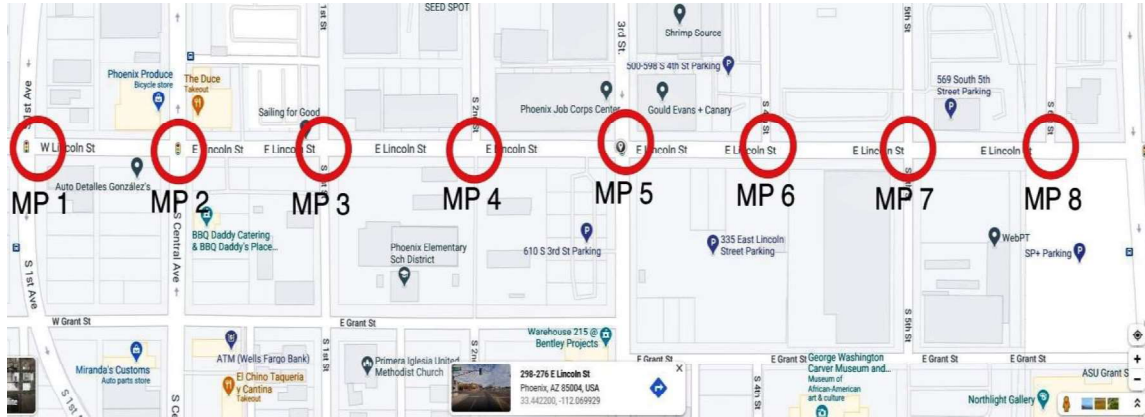 SEED SPOT
1st St
S 1st Ave
Phoenix Produce
Bicycle store
The Duce
Takeout
Sailing for Good
3rd St.
Shrimp Source
500-598 S 4th St Parking
Phoenix Job Corps Center
Gould Evans + Canary
5th St
569 South 5th
Street Parking
S 2nd St
W Lincoln St
E Lincoln St
E Lincoln St
E Lincoln St
E Lincoln St
E Lincoln St
E Lincoln St
E Lincoln St
Auto Detalles González's
MP 1
MP 2
MP 3
MP 4
MP 5
MP 6
MP 7
MP 8
S 1st Ave
S Central Ave
BBQ Daddy Catering
& BBQ Daddy's Place...
Phoenix Elementary
Sch District
610 S 3rd St Parking
335 East Lincoln
Street Parking
WebPT
SP+ Parking
W Grant St
E Grant St
E Grant St
E Grant St
S 1st St
S 2nd
S 4th St
S 5th St
Miranda's Customs
Auto parts store
ATM (Wells Fargo Bank)
El Chino Taqueria
y Cantina
Takeout
Primera Iglesia United
Methodist Church
Warehouse 215 @
Bentley Projects
298-276 E Lincoln St
Phoenix, AZ 85004, USA
33.442200, -112.069929
X
George Washington
Carver Museum and...
Museum of
African-American
art & culture
Northlight Gallery
ASU Grant S
+
−